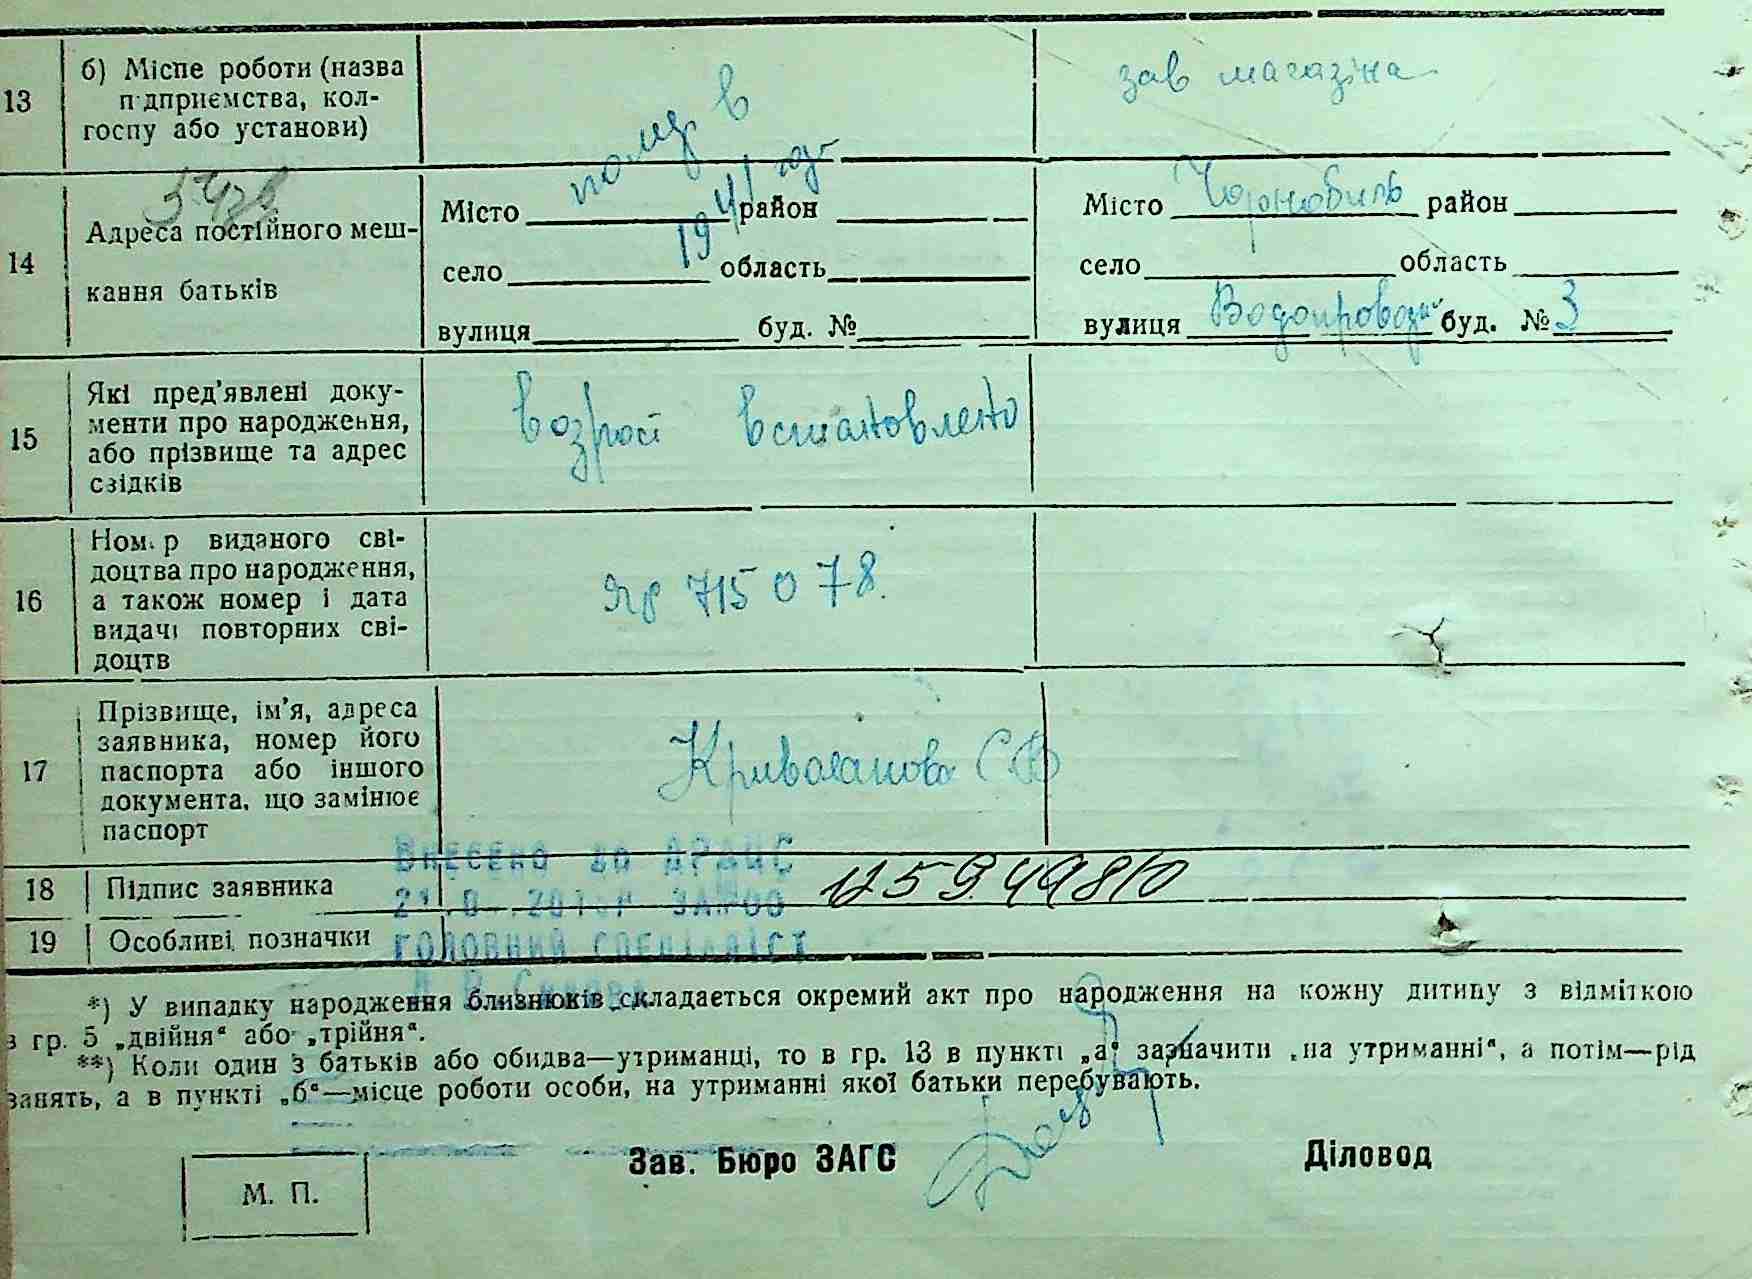 13
б) Місце роботи (назва
підприємства, кол-
госпу або установи)
помер в
1941 год
зав магазіна
14
Адреса постійного меш-
кання батьків
Місто район
село область
вулиця буд. №
Місто Чорнобиль район
село область
вулиця Водопроводн буд. № 3
15
Які пред’явлені доку-
менти про народження,
або прізвище та адрес
свідків
возраст встановлено
16
Номер виданого сві-
доцтва про народження,
а також номер і дата
видачі повторних сві-
доцтв
715078.
17
Прізвище, ім’я, адреса
заявника, номер його
паспорта або іншого
документа, що замінює
паспорт
С.
Внесено до ДРАЦС
18
Підпис заявника
19
Особливі позначки
головний спеціаліст
*) У випадку народження близнюків складається окремий акт про народження на кожну дитину з відміткою
з гр. 5 „двійня“ або „трійня“.
**) Коли один з батьків або обидва—утриманці, то в гр. 13 в пункті „а“ зазначити „на утриманні“, а потім—рід
занять, а в пункті „б“—місце роботи особи, на утриманні якої батьки перебувають.
Зав. Бюро ЗАГС
Діловод
М. П.